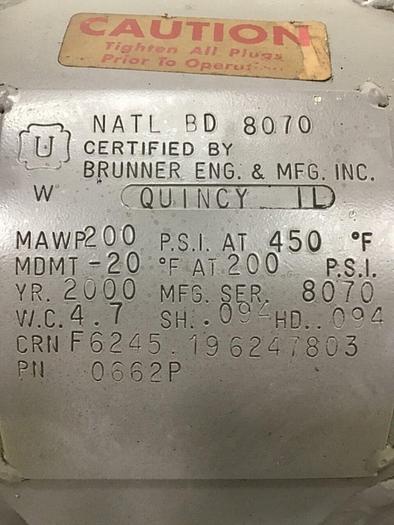 CAUTION
Tighten All Plugs
Prior To
NATL BD 8070
U CERTIFIED BY
BRUNNER ENG. & MFG. INC.
W QUINCY IL
MAWP 200 P.S.I. AT 450 °F
MDMT -20 °F AT 200 P.S.I.
YR. 2000 MFG. SER. 8070
W.C. 4.7 SH. .094 HD. .094
CRN F6245.196247803
PN 0662P